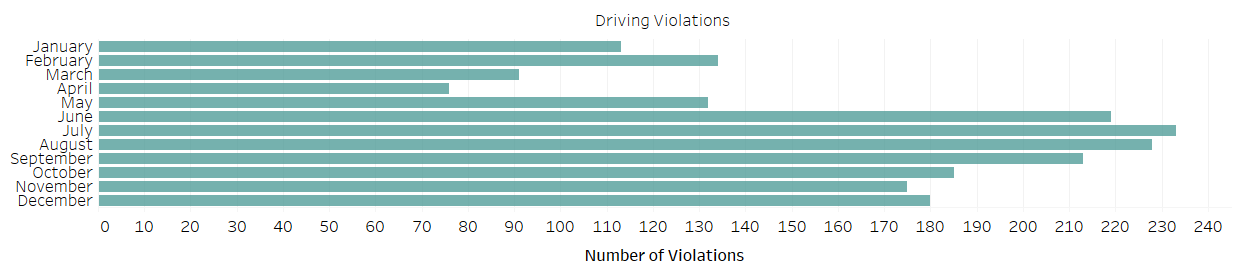 Driving Violations
January
February
March
April
May
June
July
August
September
October
November
December
0 10 20 30 40 50 60 70 80 90 100 110 120 130 140 150 160 170 180 190 200 210 220 230 240
Number of Violations